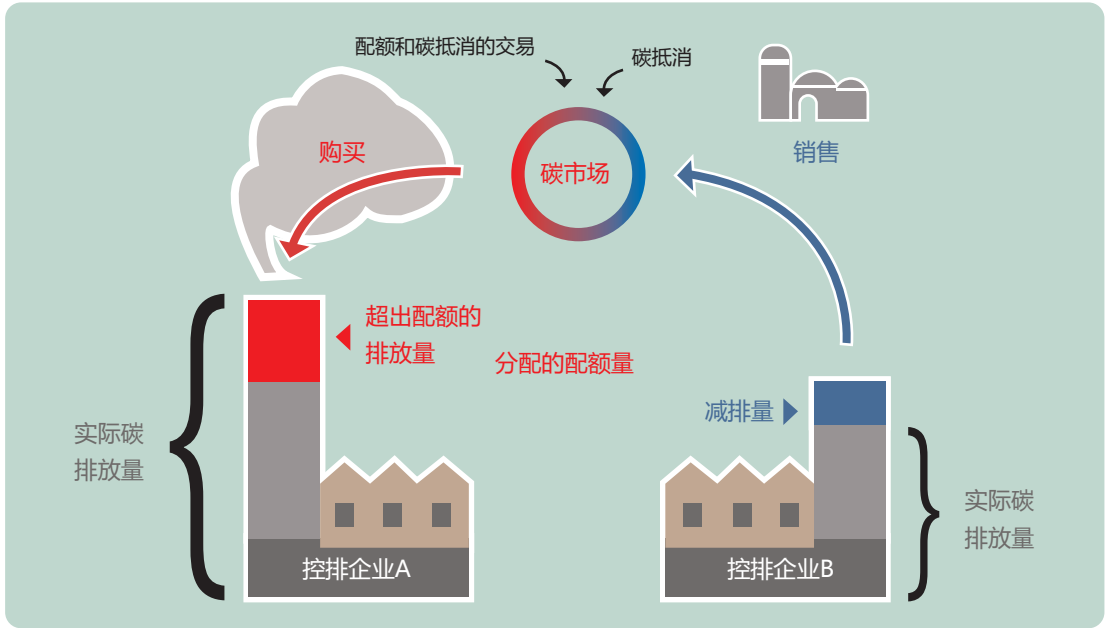 配额和碳抵消的交易
碳抵消
购买
碳市场
销售
超出配额的
排放量
分配的配额量
减排量
实际碳
排放量
实际碳
排放量
控排企业A
控排企业B